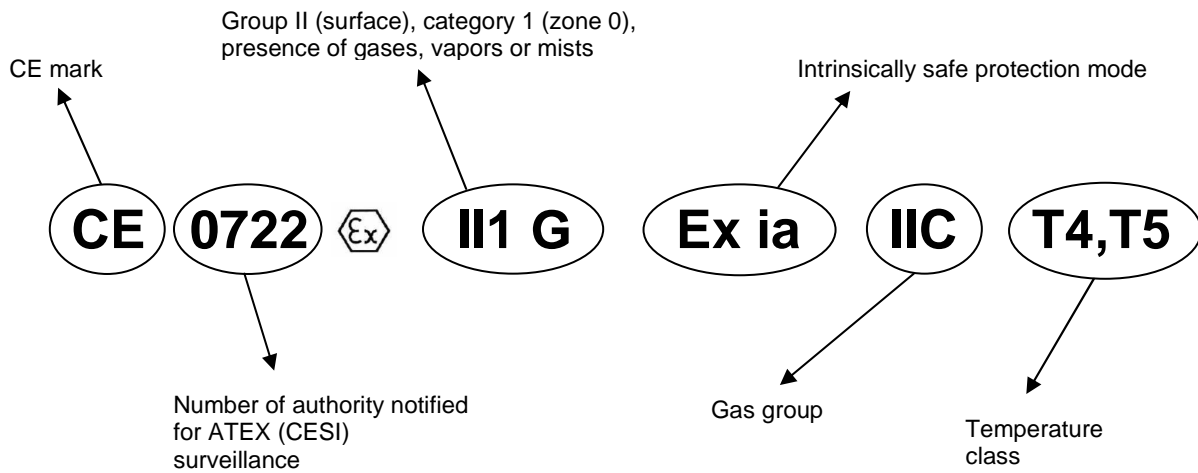 Group II (surface), category 1 (zone 0),
presence of gases, vapors or mists
CE mark
Intrinsically safe protection mode
CE 0722 Ex II1 G Ex ia IIC T4,T5
Number of authority notified
for ATEX (CESI)
surveillance
Gas group
Temperature
class